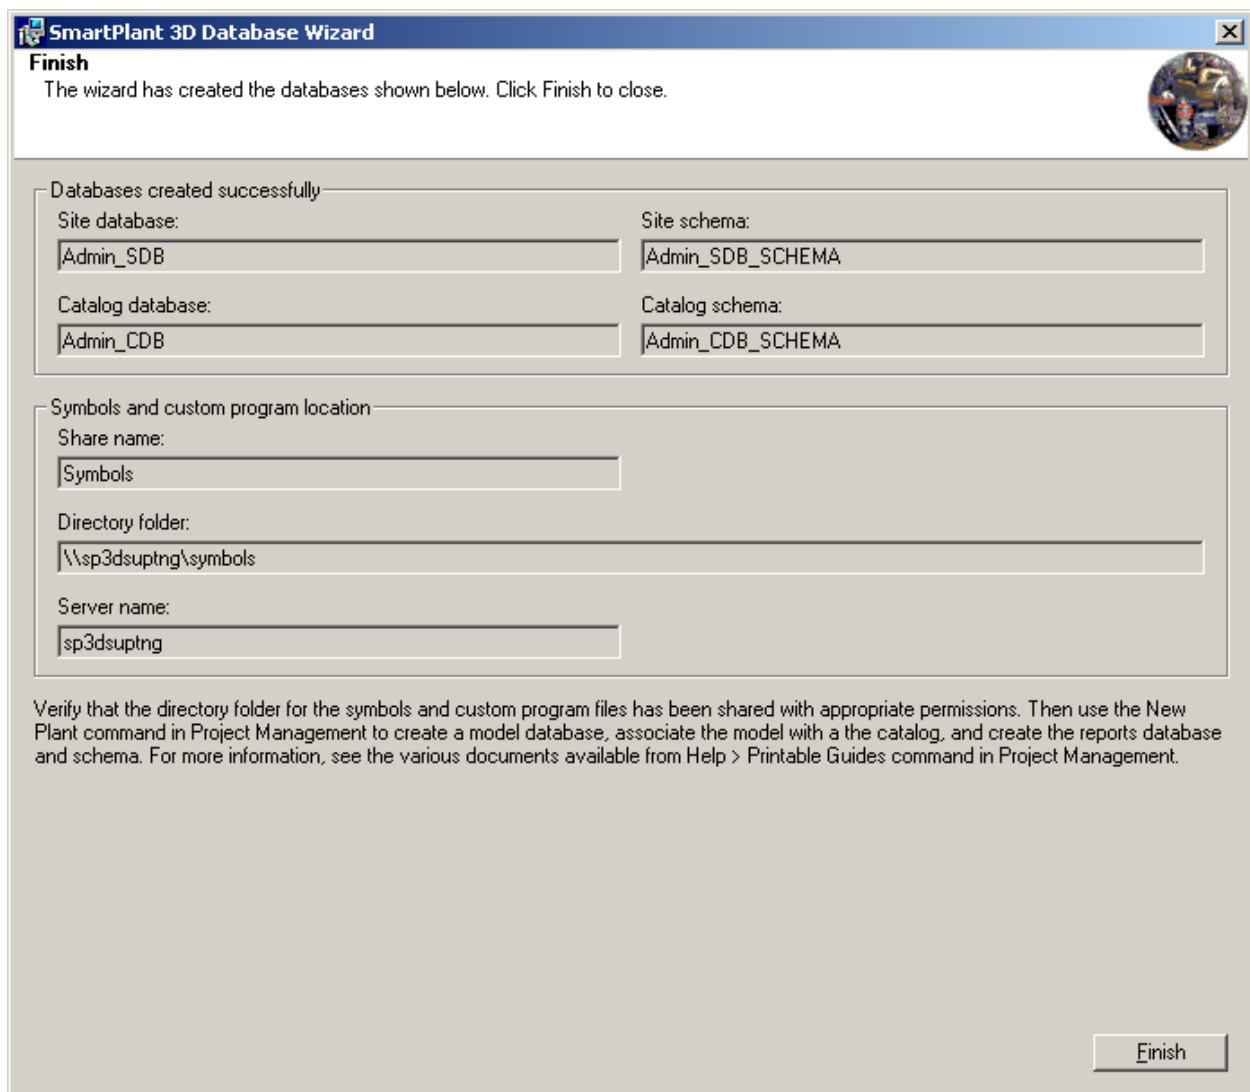 SmartPlant 3D Database Wizard
Finish
The wizard has created the databases shown below. Click Finish to close.
Databases created successfully
Site database:
Site schema:
Admin_SDB
Admin_SDB_SCHEMA
Catalog database:
Catalog schema:
Admin_CDB
Admin_CDB_SCHEMA
Symbols and custom program location
Share name:
Symbols
Directory folder:
\\sp3dsuptng\symbols
Server name:
sp3dsuptng
Verify that the directory folder for the symbols and custom program files has been shared with appropriate permissions. Then use the New
Plant command in Project Management to create a model database, associate the model with a the catalog, and create the reports database
and schema. For more information, see the various documents available from Help > Printable Guides command in Project Management.
Finish